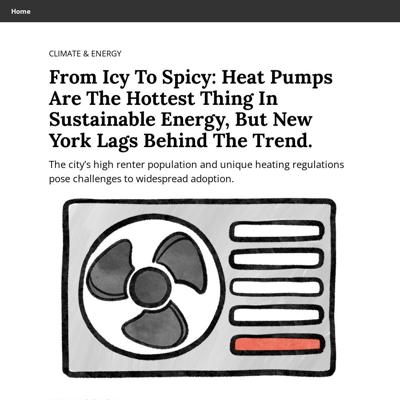 Home
CLIMATE & ENERGY
From Icy To Spicy: Heat Pumps
Are The Hottest Thing In
Sustainable Energy, But New
York Lags Behind The Trend.
The city’s high renter population and unique heating regulations
pose challenges to widespread adoption.